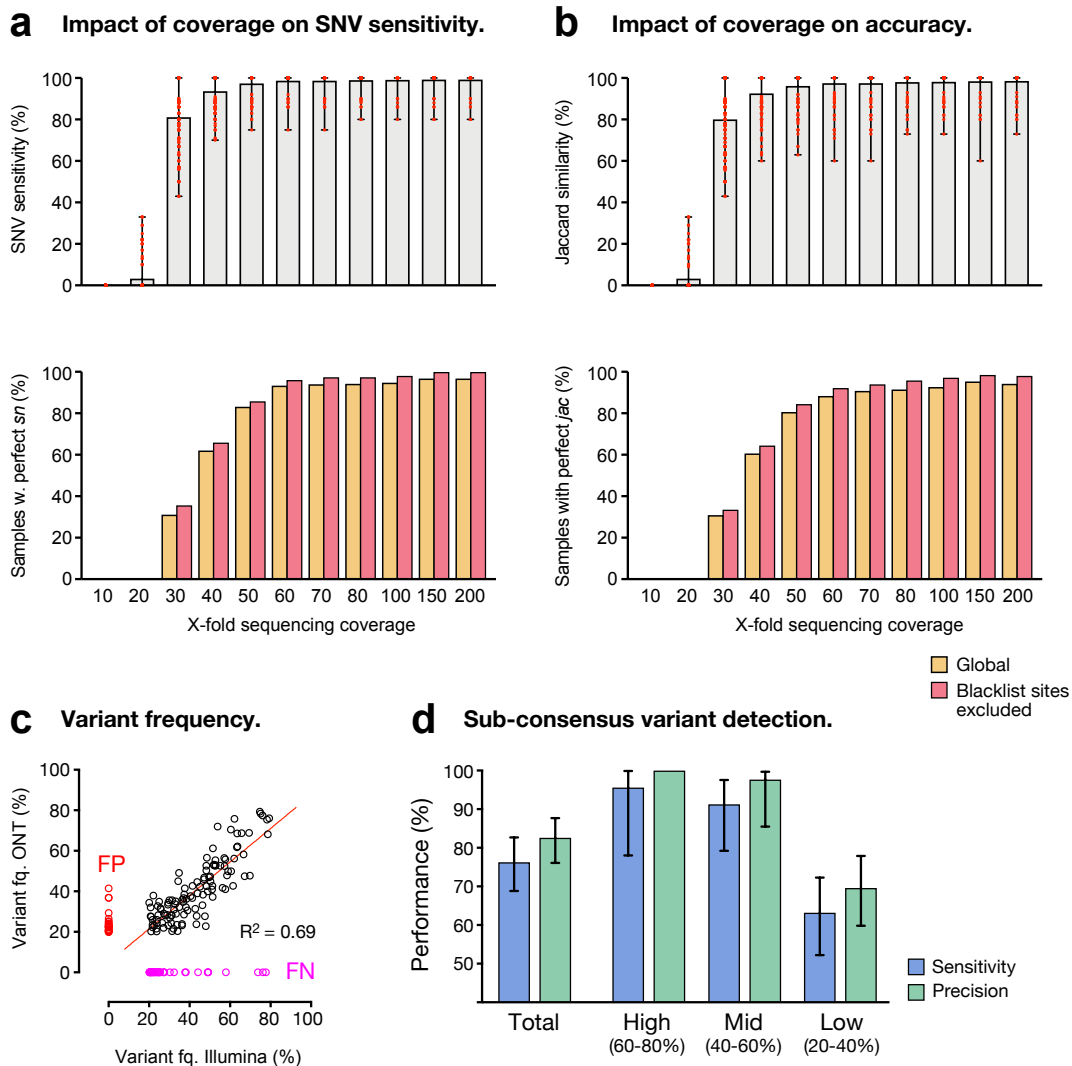 a Impact of coverage on SNV sensitivity.
SNV sensitivity (%)
100
80
60
40
20
0
Samples w. perfect sn (%)
100
80
60
40
20
0
10 20 30 40 50 60 70 80 100 150 200
X-fold sequencing coverage
b Impact of coverage on accuracy.
Jaccard similarity (%)
100
80
60
40
20
0
Samples with perfect jac (%)
100
80
60
40
20
0
10 20 30 40 50 60 70 80 100 150 200
X-fold sequencing coverage
Global
Blacklist sites
excluded
c Variant frequency.
Variant fq. ONT (%)
100
80
60
40
20
0
FP
R² = 0.69
FN
0 20 40 60 80 100
Variant fq. Illumina (%)
d Sub-consensus variant detection.
Performance (%)
100
90
80
70
60
50
Total High Mid Low
(60-80%) (40-60%) (20-40%)
Sensitivity
Precision